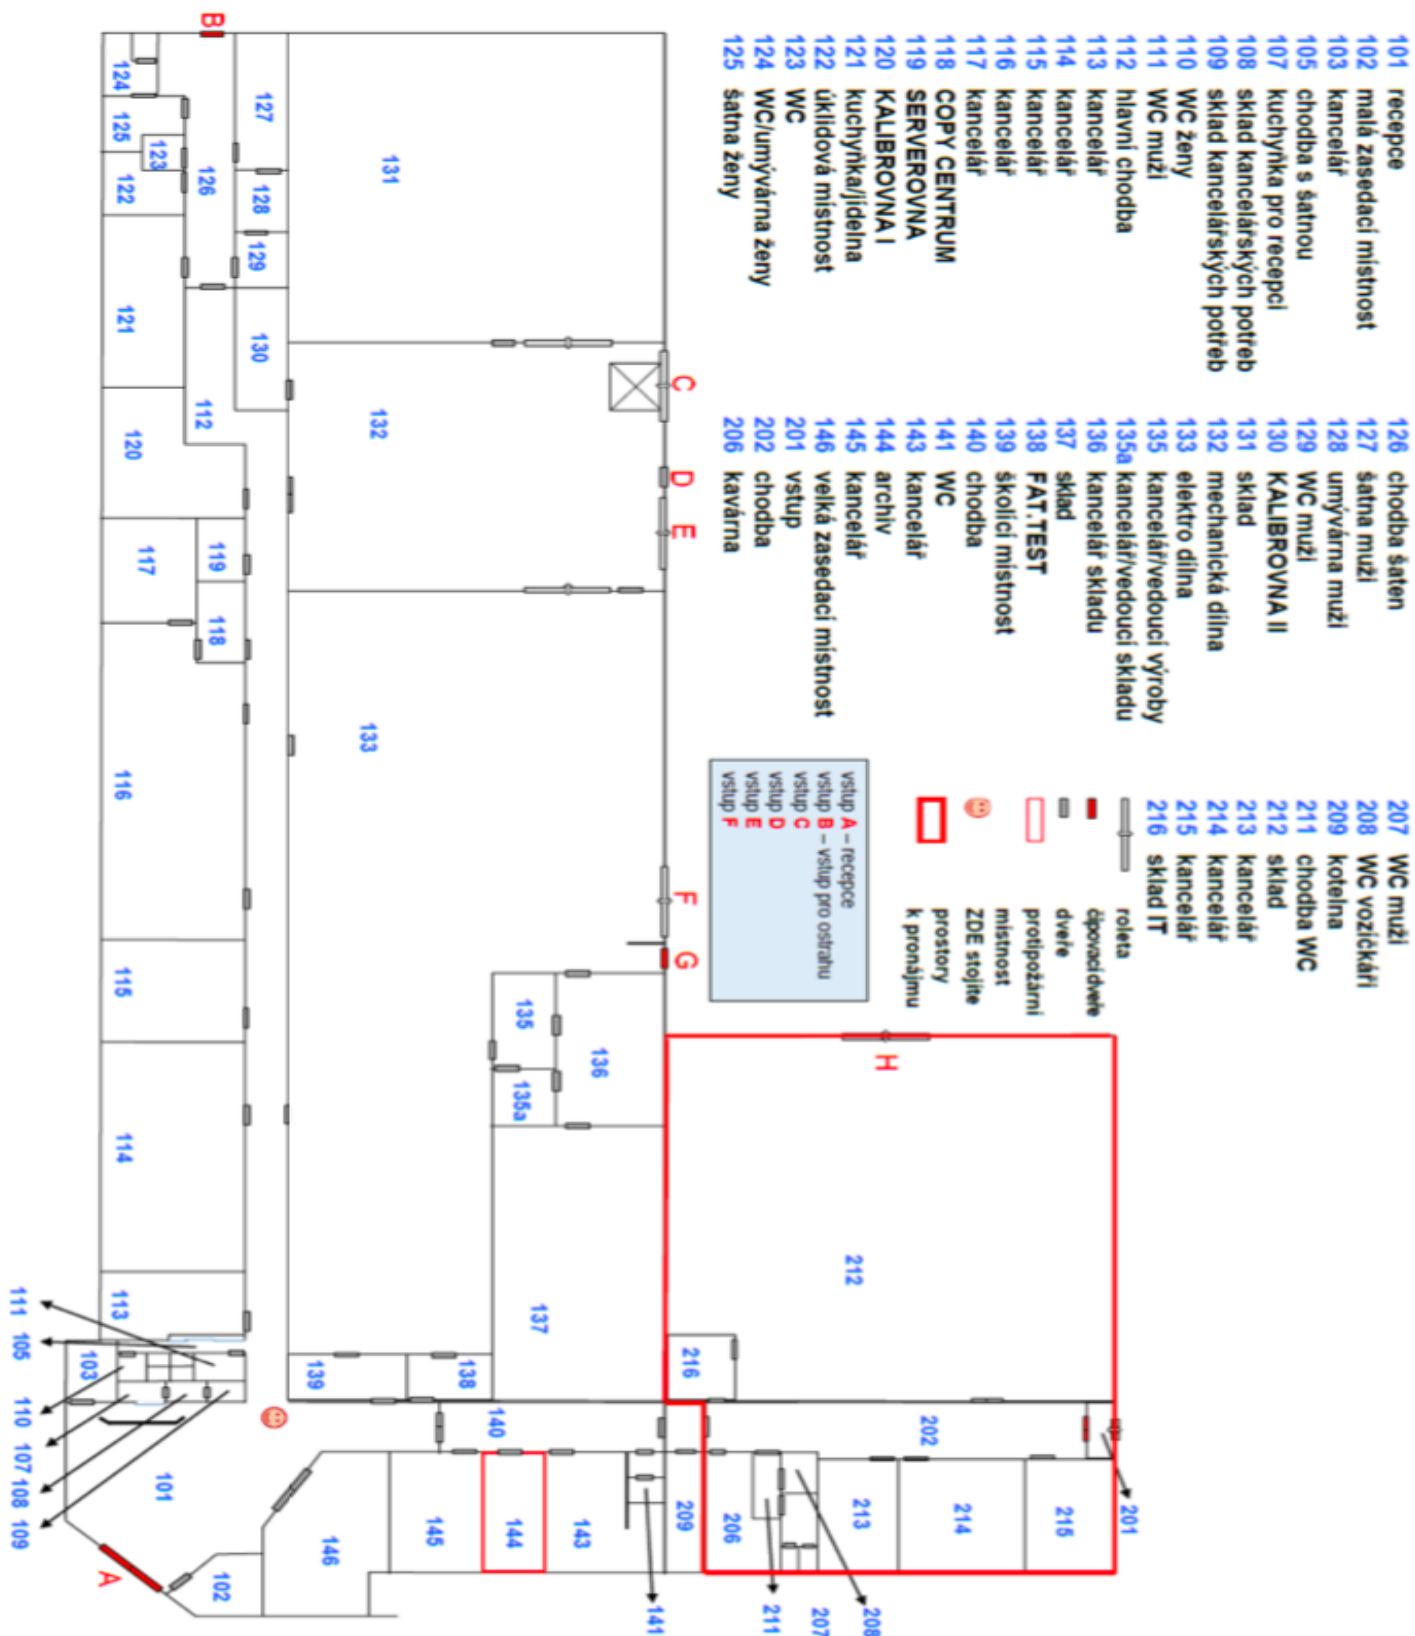 101 recepce
102 malá zasedací místnost
103 kancelář
105 chodba s šatnou
107 kuchyňka pro recepci
108 sklad kancelářských potřeb
109 sklad kancelářských potřeb
110 WC ženy
111 WC muži
112 hlavní chodba
113 kancelář
114 kancelář
115 kancelář
116 kancelář
117 kancelář
118 COPY CENTRUM
119 SERVEROVNA
120 KALIBROVNA I
121 kuchyňka/jídelna
122 úklidová místnost
123 WC
124 WC/umývárna ženy
125 šatna ženy
126 chodba šaten
127 šatna muži
128 umývárna muži
129 WC muži
130 KALIBROVNA II
131 sklad
132 mechanická dílna
133 elektro dílna
135 kancelář/vedoucí výroby
135a kancelář/vedoucí skladu
136 kancelář skladu
137 sklad
138 FAT.TEST
139 školící místnost
140 chodba
141 WC
143 kancelář
144 archiv
145 kancelář
146 velká zasedací místnost
201 vstup
202 chodba
206 kavárna
207 WC muži
208 WC vozíčkáři
209 kotelna
211 chodba WC
212 sklad
213 kancelář
214 kancelář
215 kancelář
216 sklad IT
roleta
čipovací dveře
dveře
protipožární
místnost
ZDE stojíte
prostory
k pronájmu
vstup A – recepce
vstup B – vstup pro ostrahu
vstup C
vstup D
vstup E
vstup F
B
C
D
E
F
G
H
A
124
125
123
122
126
127
128
129
130
131
121
112
120
132
117
119
118
133
116
115
114
113
135
135a
136
137
139
138
212
216
111
105
103
110
107
108
109
101
102
146
145
144
143
140
141
209
206
211
207
208
213
214
215
202
201